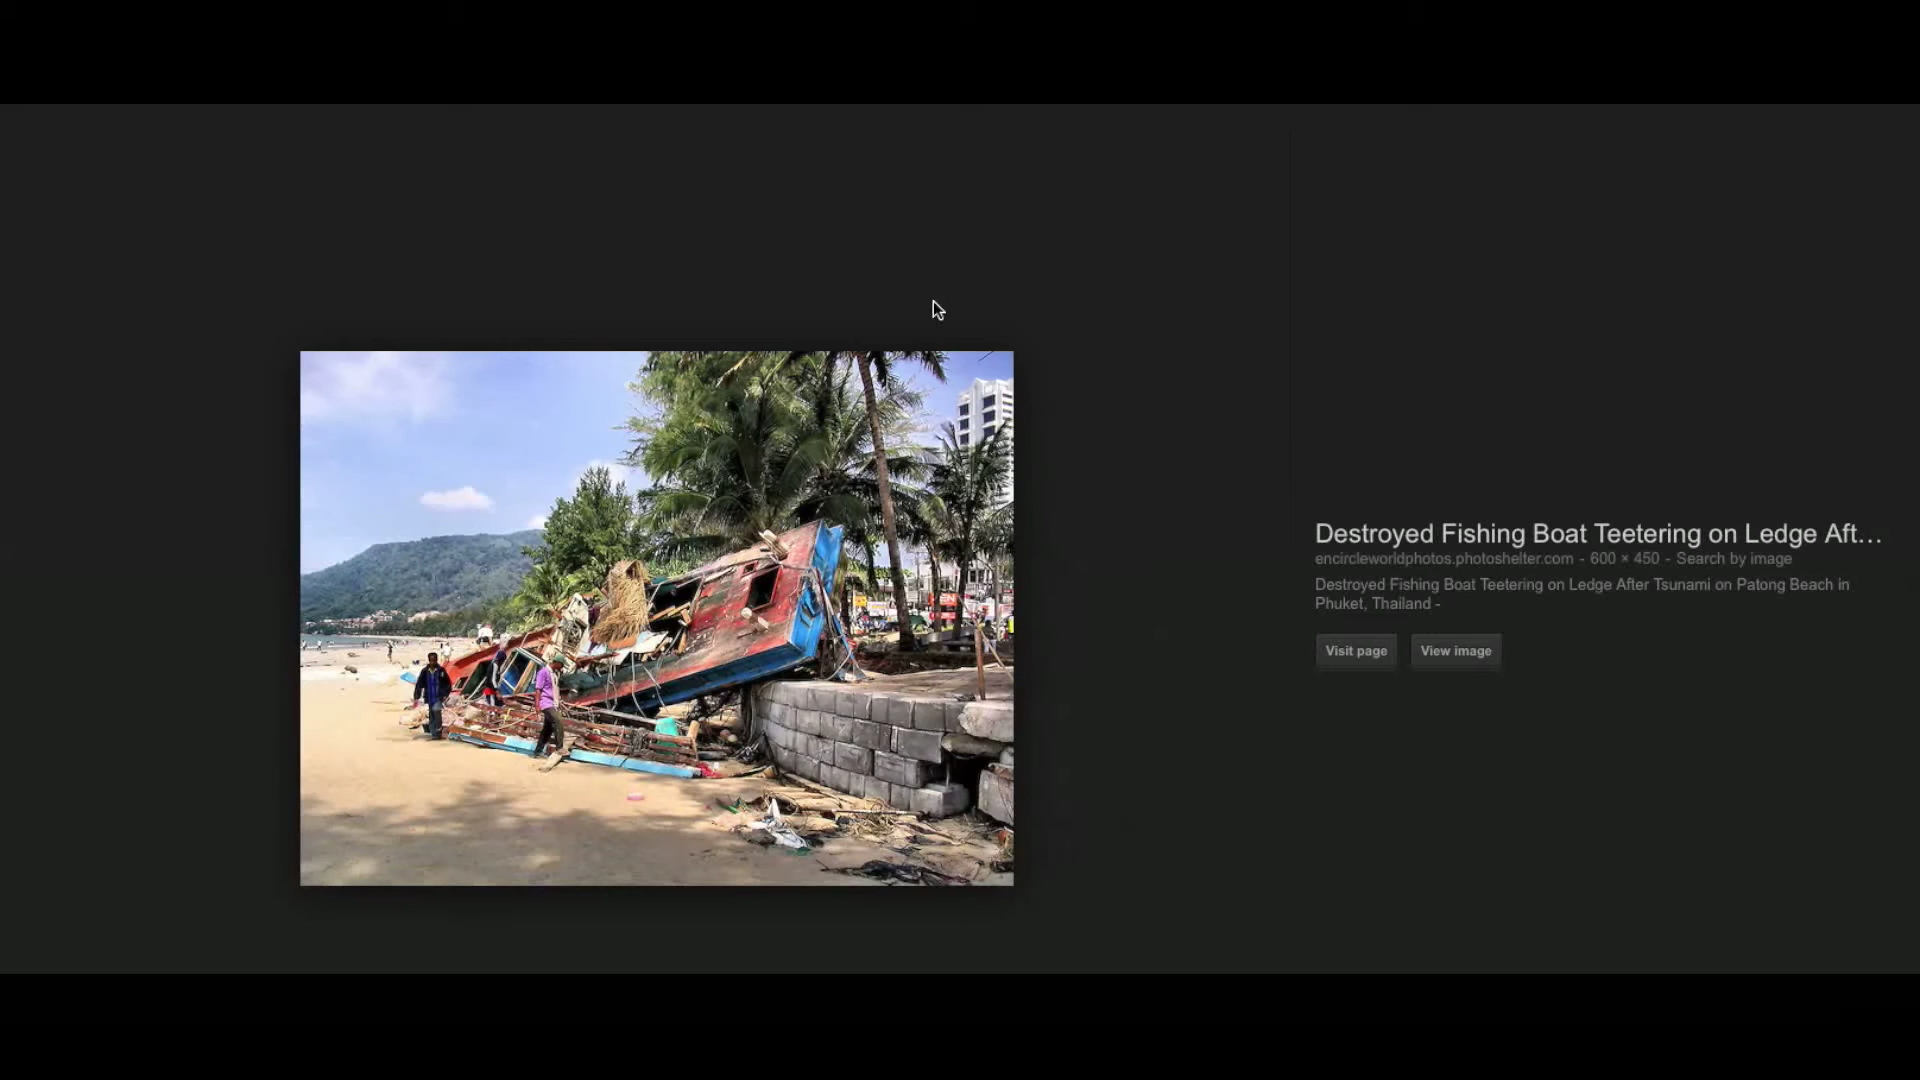 Destroyed Fishing Boat Teetering on Ledge Aft...
encircleworldphotos.photoshelter.com - 600 × 450 - Search by image
Destroyed Fishing Boat Teetering on Ledge After Tsunami on Patong Beach in
Phuket, Thailand -
Visit page View image